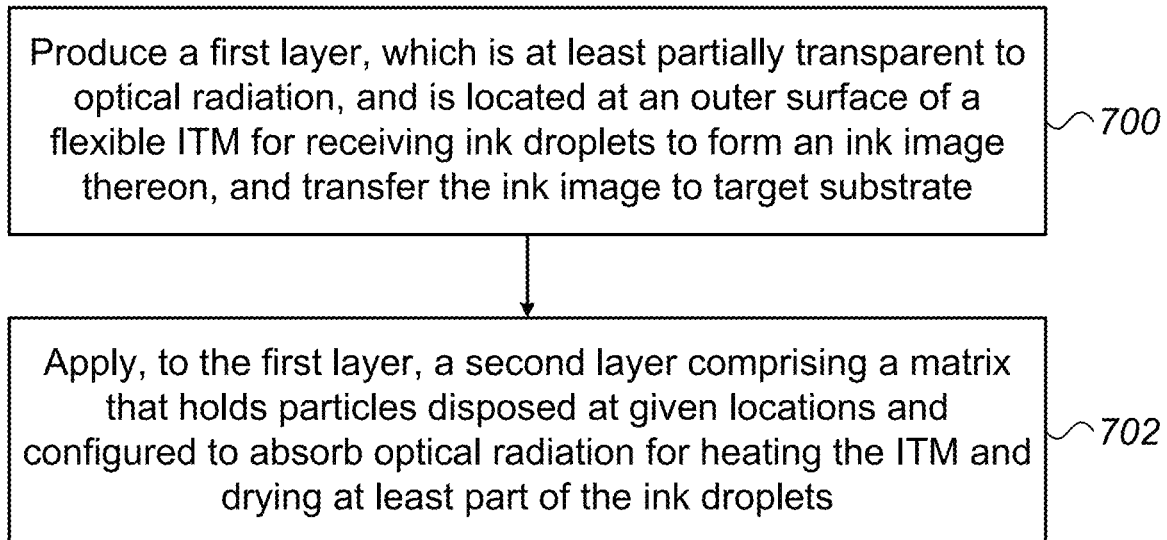 Produce a first layer, which is at least partially transparent to
optical radiation, and is located at an outer surface of a
flexible ITM for receiving ink droplets to form an ink image
thereon, and transfer the ink image to target substrate
700
Apply, to the first layer, a second layer comprising a matrix
that holds particles disposed at given locations and
configured to absorb optical radiation for heating the ITM and
drying at least part of the ink droplets
702